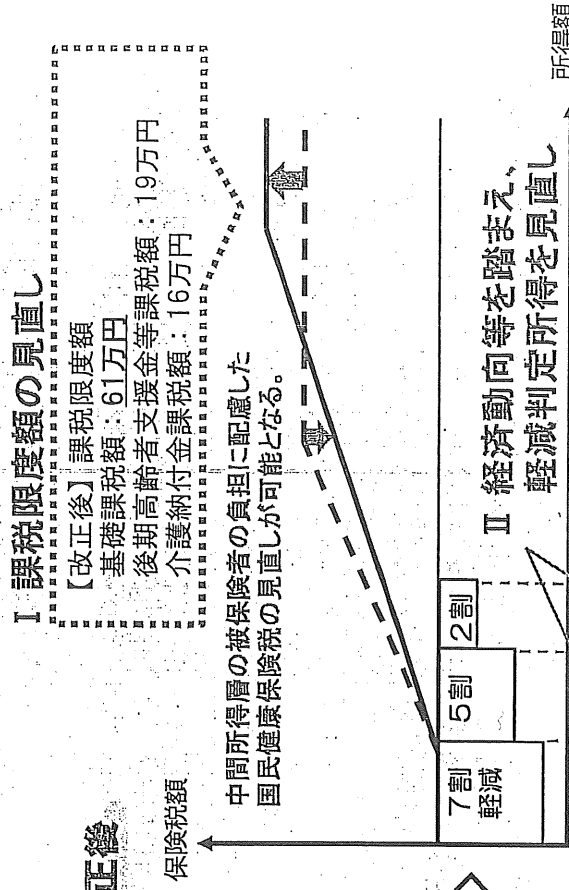 正後
保険税額
I 課税限度額の見直し
【改正後】課税限度額
基礎課税額：61万円
後期高齢者支援金等課税額：19万円
介護納付金課税額：16万円
中間所得層の被保険者の負担に配慮した
国民健康保険税の見直しが可能となる。
7割
軽減
5割
2割
II 経済動向等を踏まえ、
軽減判定所得を見直し
所得額